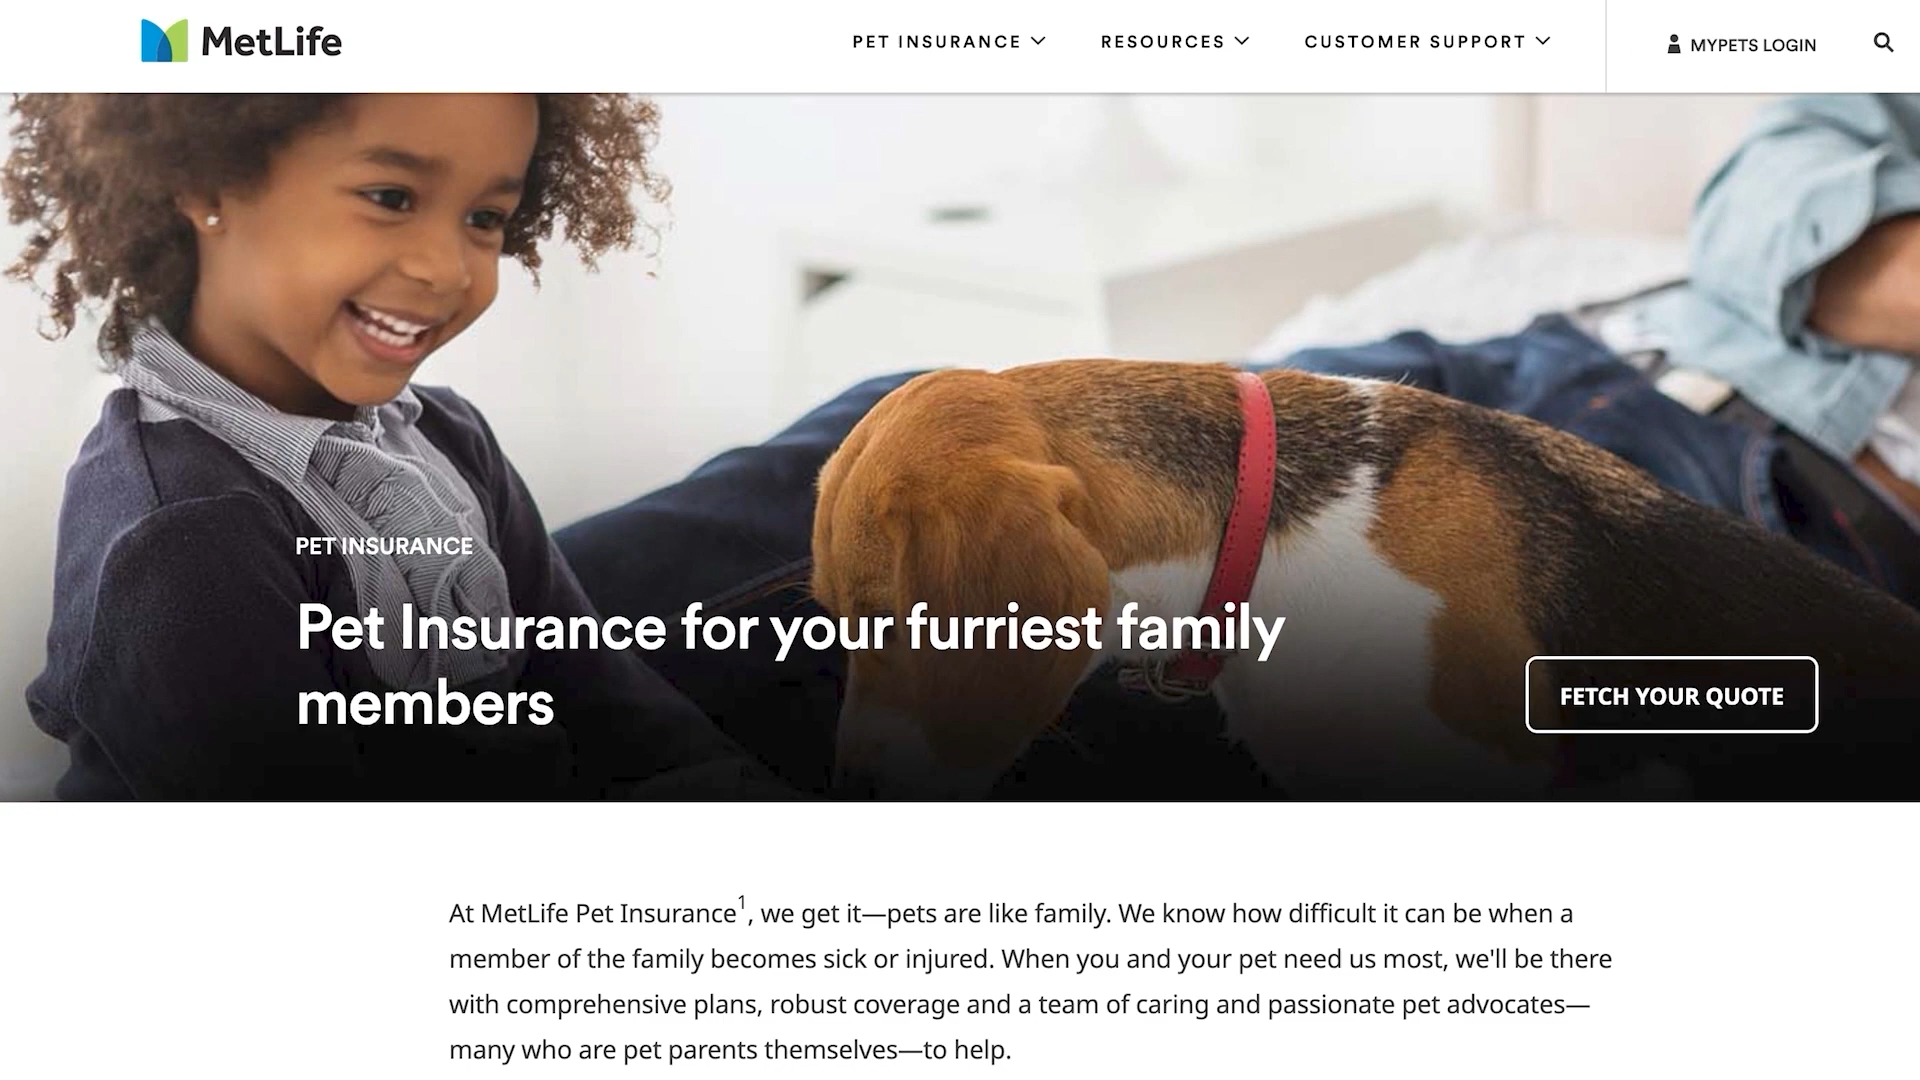 MetLife
PET INSURANCE
RESOURCES
CUSTOMER SUPPORT
MYPETS LOGIN
PET INSURANCE
Pet Insurance for your furriest family
members
FETCH YOUR QUOTE
At MetLife Pet Insurance1, we get it—pets are like family. We know how difficult it can be when a
member of the family becomes sick or injured. When you and your pet need us most, we'll be there
with comprehensive plans, robust coverage and a team of caring and passionate pet advocates—
many who are pet parents themselves—to help.